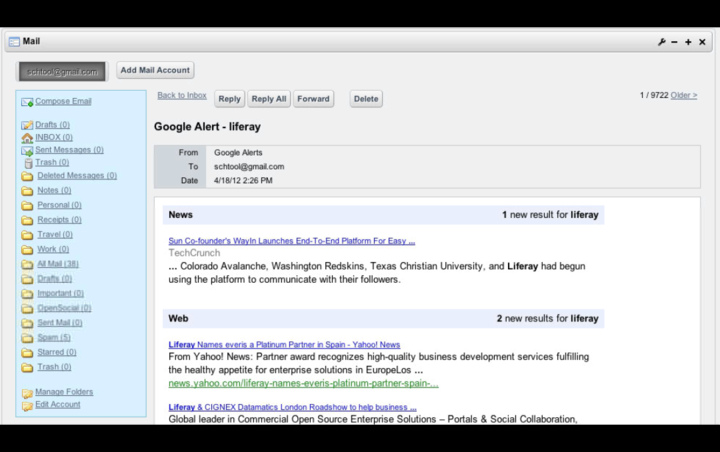 Mail
schtool@gmail.com
Add Mail Account
Compose Email
Drafts (0)
INBOX (0)
Sent Messages (0)
Trash (0)
Deleted Messages (0)
Notes (0)
Personal (0)
Receipts (0)
Travel (0)
Work (0)
All Mail (38)
Drafts (0)
Important (0)
OpenSocial (0)
Sent Mail (0)
Spam (5)
Starred (0)
Trash (0)
Manage Folders
Edit Account
Back to Inbox Reply Reply All Forward Delete 1 / 9722 Older >
Google Alert - liferay
From Google Alerts
To schtool@gmail.com
Date 4/18/12 2:26 PM
News 1 new result for liferay
Sun Co-founder's WayIn Launches End-To-End Platform For Easy ...
TechCrunch
... Colorado Avalanche, Washington Redskins, Texas Christian University, and Liferay had begun
using the platform to communicate with their followers.
Web 2 new results for liferay
Liferay Names everis a Platinum Partner in Spain - Yahoo! News
From Yahoo! News: Partner award recognizes high-quality business development services fulfilling
the healthy appetite for enterprise solutions in EuropeLos ...
news.yahoo.com/liferay-names-everis-platinum-partner-spain-...
Liferay & CIGNEX Datamatics London Roadshow to help business ...
Global leader in Commercial Open Source Enterprise Solutions – Portals & Social Collaboration,